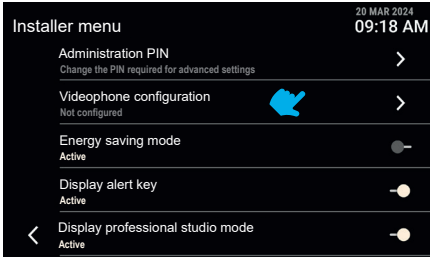 20 MAR 2024
Installer menu
09:18 AM
Administration PIN
Change the PIN required for advanced settings
Videophone configuration
Not configured
Energy saving mode
Active
Display alert key
Active
Display professional studio mode
Active